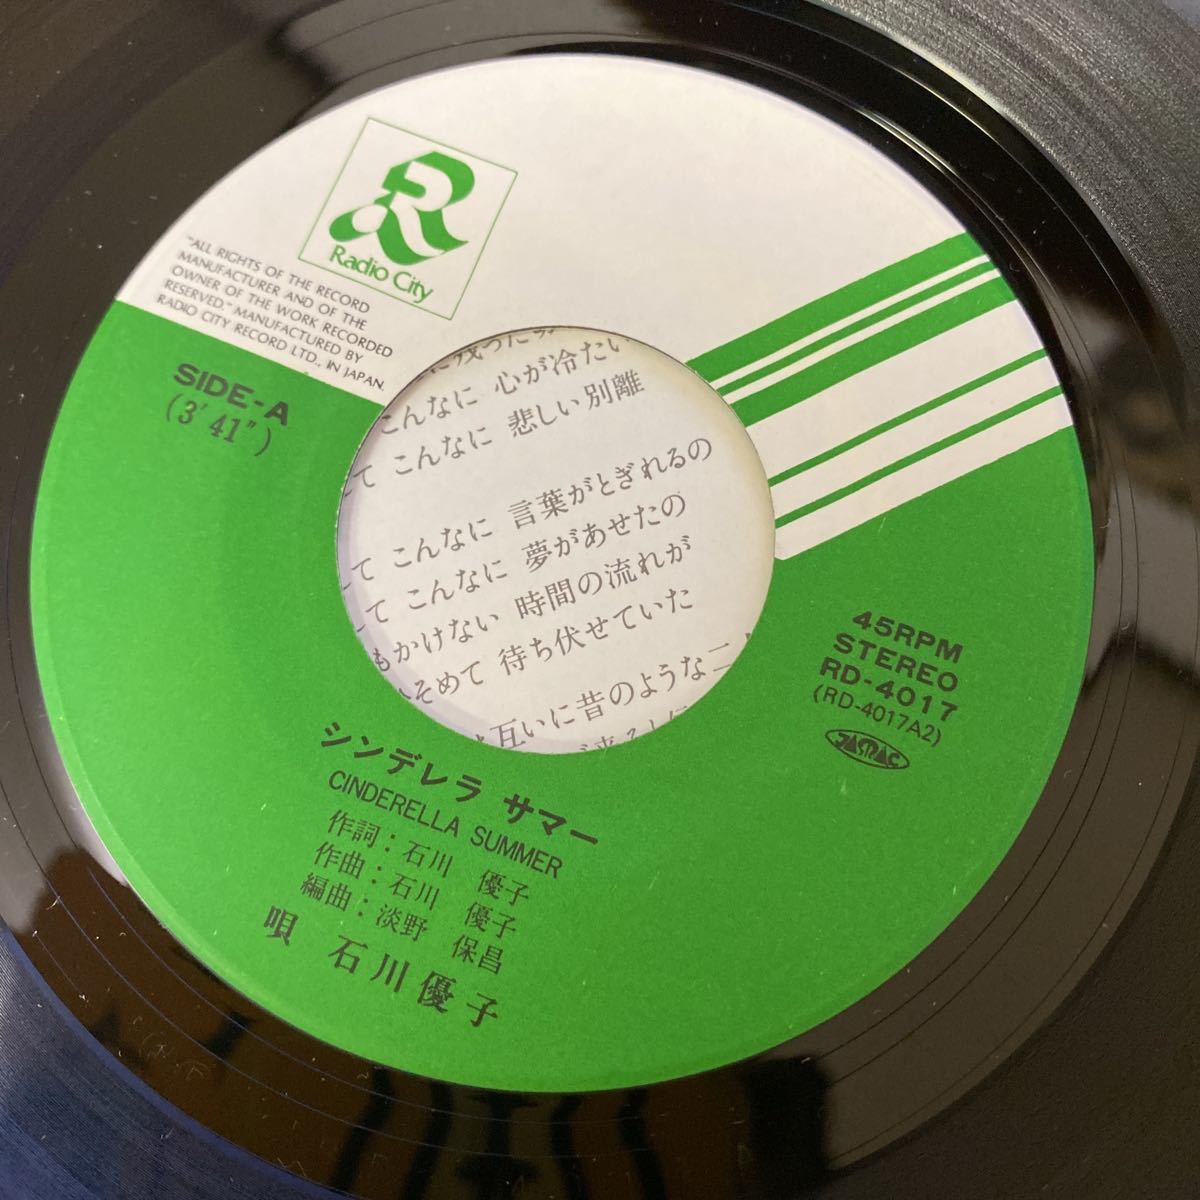 Radio City
"ALL RIGHTS OF THE RECORD
MANUFACTURER AND OF THE
OWNER OF THE WORK RECORDED
RESERVED." MANUFACTURED BY
RADIO CITY RECORD LTD., IN JAPAN.
SIDE-A
(3′41″)
こんなに 心が冷たい
て こんなに 悲しい別離
て こんなに 言葉がとぎれるの
て こんなに 夢があせたの
もかけない 時間の流れが
そめて 待ち伏せていた
互いに昔のような二
45RPM
STEREO
RD-4017
(RD-4017A2)
JASRAC
シンデレラ サマー
CINDERELLA SUMMER
作詞：石川 優子
作曲：石川 優子
編曲：淡野 保昌
唄 石川優子